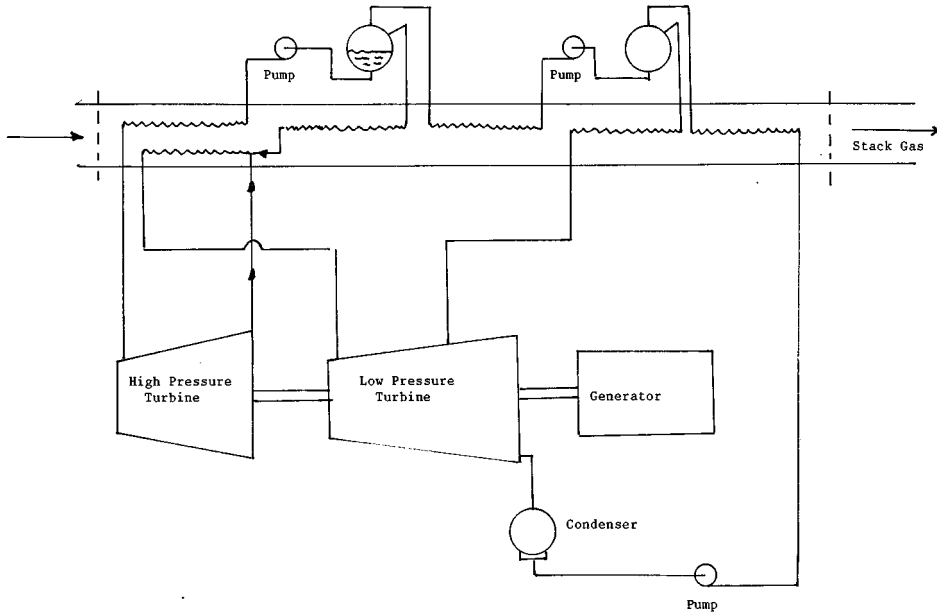 Pump
Pump
Stack Gas
High Pressure
Turbine
Low Pressure
Turbine
Generator
Condenser
Pump